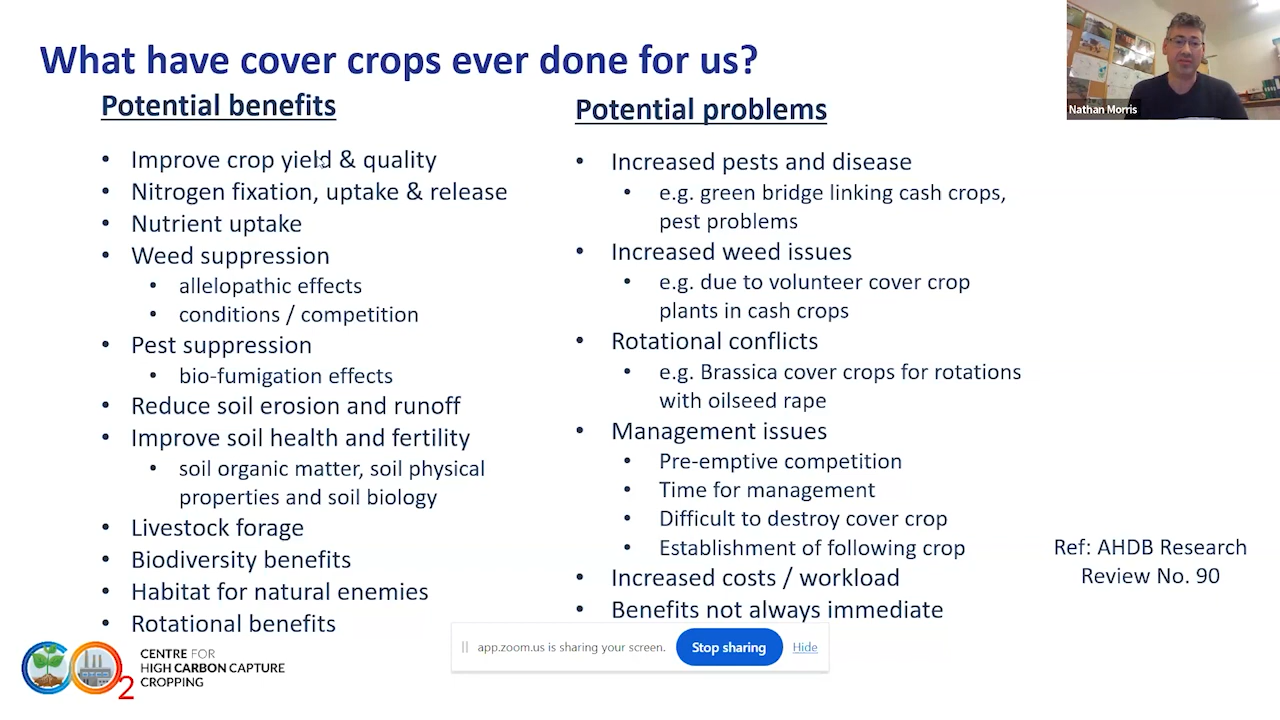 What have cover crops ever done for us?
Potential benefits
• Improve crop yield & quality
• Nitrogen fixation, uptake & release
• Nutrient uptake
• Weed suppression
• allelopathic effects
• conditions / competition
• Pest suppression
• bio-fumigation effects
• Reduce soil erosion and runoff
• Improve soil health and fertility
• soil organic matter, soil physical
properties and soil biology
• Livestock forage
• Biodiversity benefits
• Habitat for natural enemies
• Rotational benefits
Potential problems
• Increased pests and disease
• e.g. green bridge linking cash crops,
pest problems
• Increased weed issues
• e.g. due to volunteer cover crop
plants in cash crops
• Rotational conflicts
• e.g. Brassica cover crops for rotations
with oilseed rape
• Management issues
• Pre-emptive competition
• Time for management
• Difficult to destroy cover crop
• Establishment of following crop
• Increased costs / workload
• Benefits not always immediate
Ref: AHDB Research
Review No. 90
Nathan Morris
CENTRE FOR
HIGH CARBON CAPTURE
CROPPING
2
app.zoom.us is sharing your screen.
Stop sharing
Hide